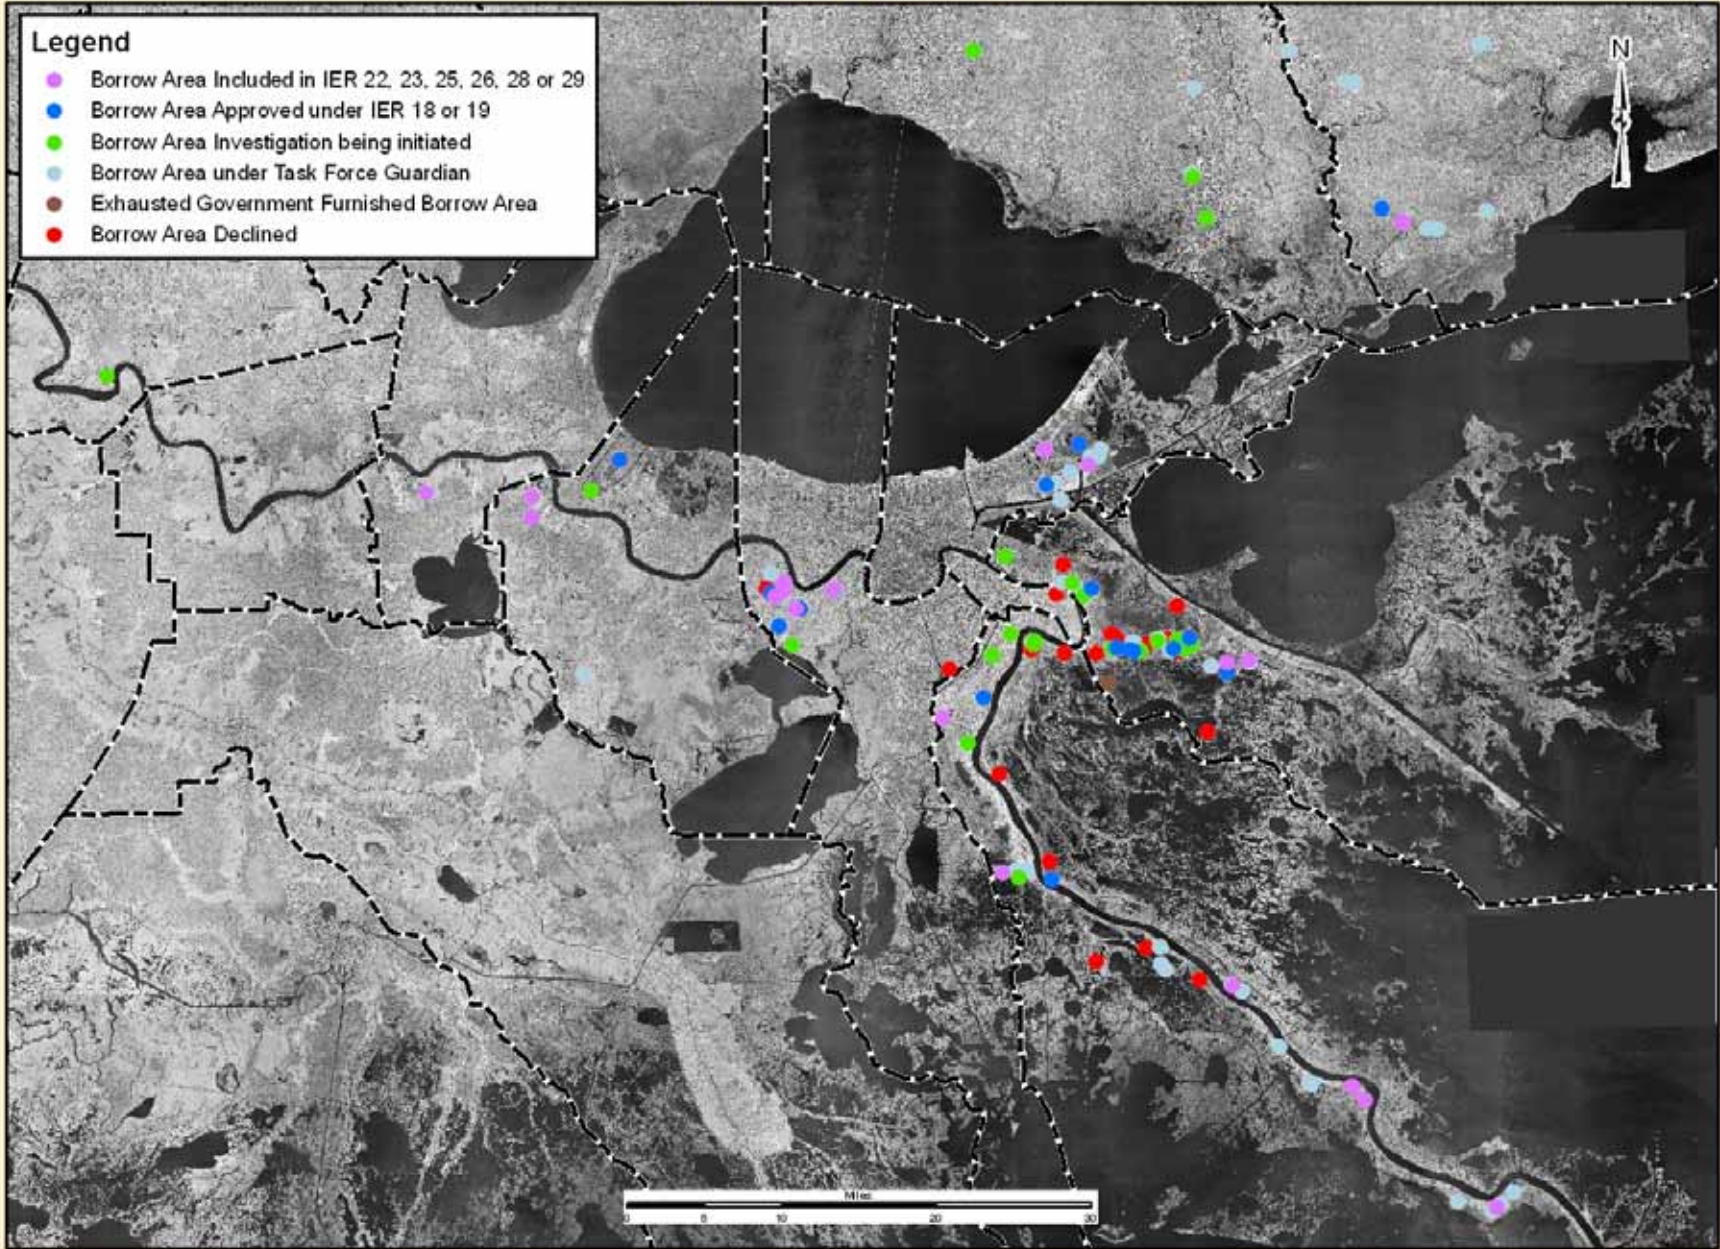 Legend
Borrow Area Included in IER 22, 23, 25, 26, 28 or 29
Borrow Area Approved under IER 18 or 19
Borrow Area Investigation being initiated
Borrow Area under Task Force Guardian
Exhausted Government Furnished Borrow Area
Borrow Area Declined
N
Miles
0 5 10 20 30